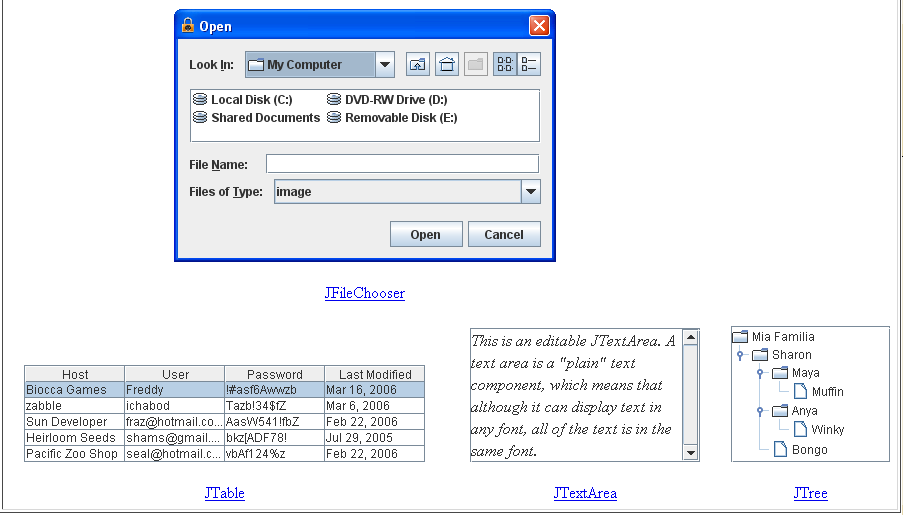 Open
Look In: My Computer
Local Disk (C:) DVD-RW Drive (D:)
Shared Documents Removable Disk (E:)
File Name:
Files of Type: image
Open Cancel
JFileChooser
Host User Password Last Modified
Biocca Games Freddy !#asf6Awwzb Mar 16, 2006
zabble ichabod Tazb!34$fZ Mar 6, 2006
Sun Developer fraz@hotmail.co... AasW541!fbZ Feb 22, 2006
Heirloom Seeds shams@gmail.... bkz[ADF78! Jul 29, 2005
Pacific Zoo Shop seal@hotmail.c... vbAf124%z Feb 22, 2006
JTable
This is an editable JTextArea. A
text area is a "plain" text
component, which means that
although it can display text in
any font, all of the text is in the
same font.
JTextArea
Mia Familia
Sharon
Maya
Muffin
Anya
Winky
Bongo
JTree